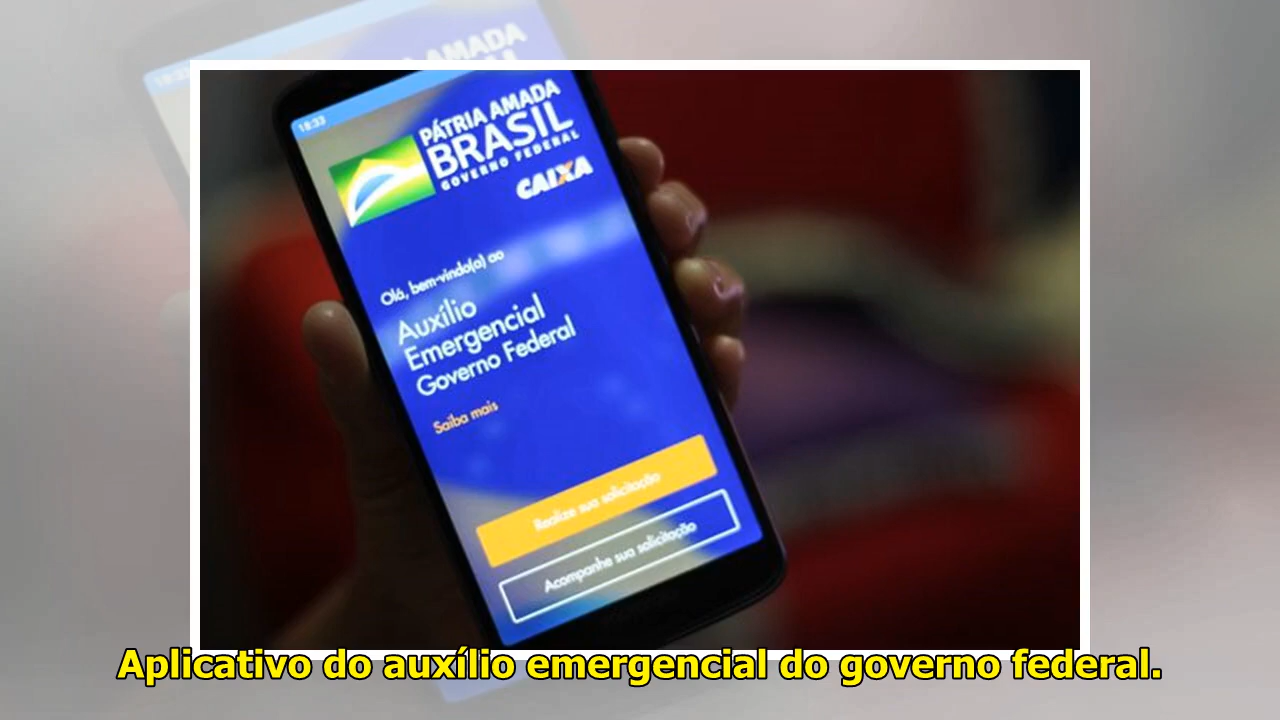 18:33
PÁTRIA AMADA
BRASIL
GOVERNO FEDERAL
CAIXA
Olá, bem-vindo(a) ao
Auxílio
Emergencial
Governo Federal
Saiba mais
Realize sua solicitação
Acompanhe sua solicitação
Aplicativo do auxílio emergencial do governo federal.